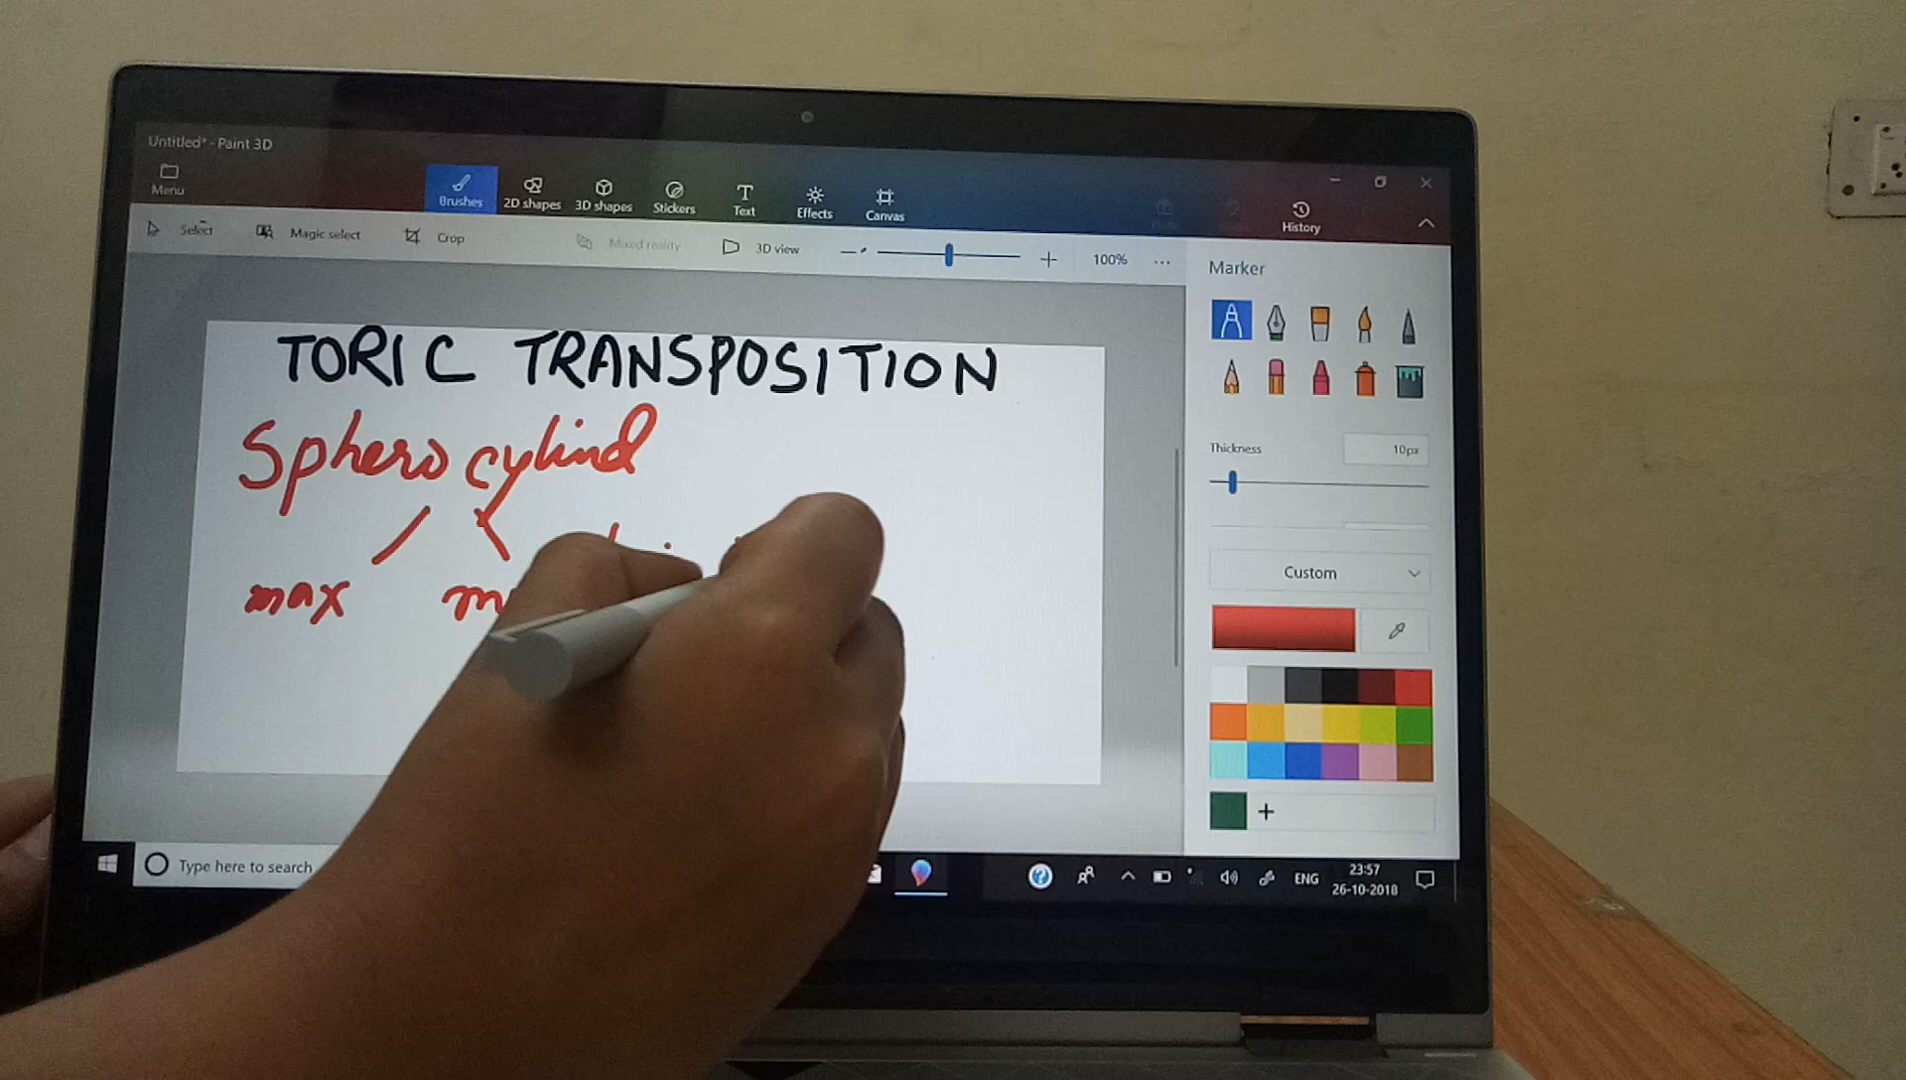 Untitled* - Paint 3D
Menu
Brushes
2D shapes
3D shapes
Stickers
Text
Effects
Canvas
History
Select
Magic select
Crop
Mixed reality
3D view
100%
Marker
TORIC TRANSPOSITION
Sphero cylind
max
Thickness
10px
Custom
Type here to search
ENG
23:57
26-10-2018